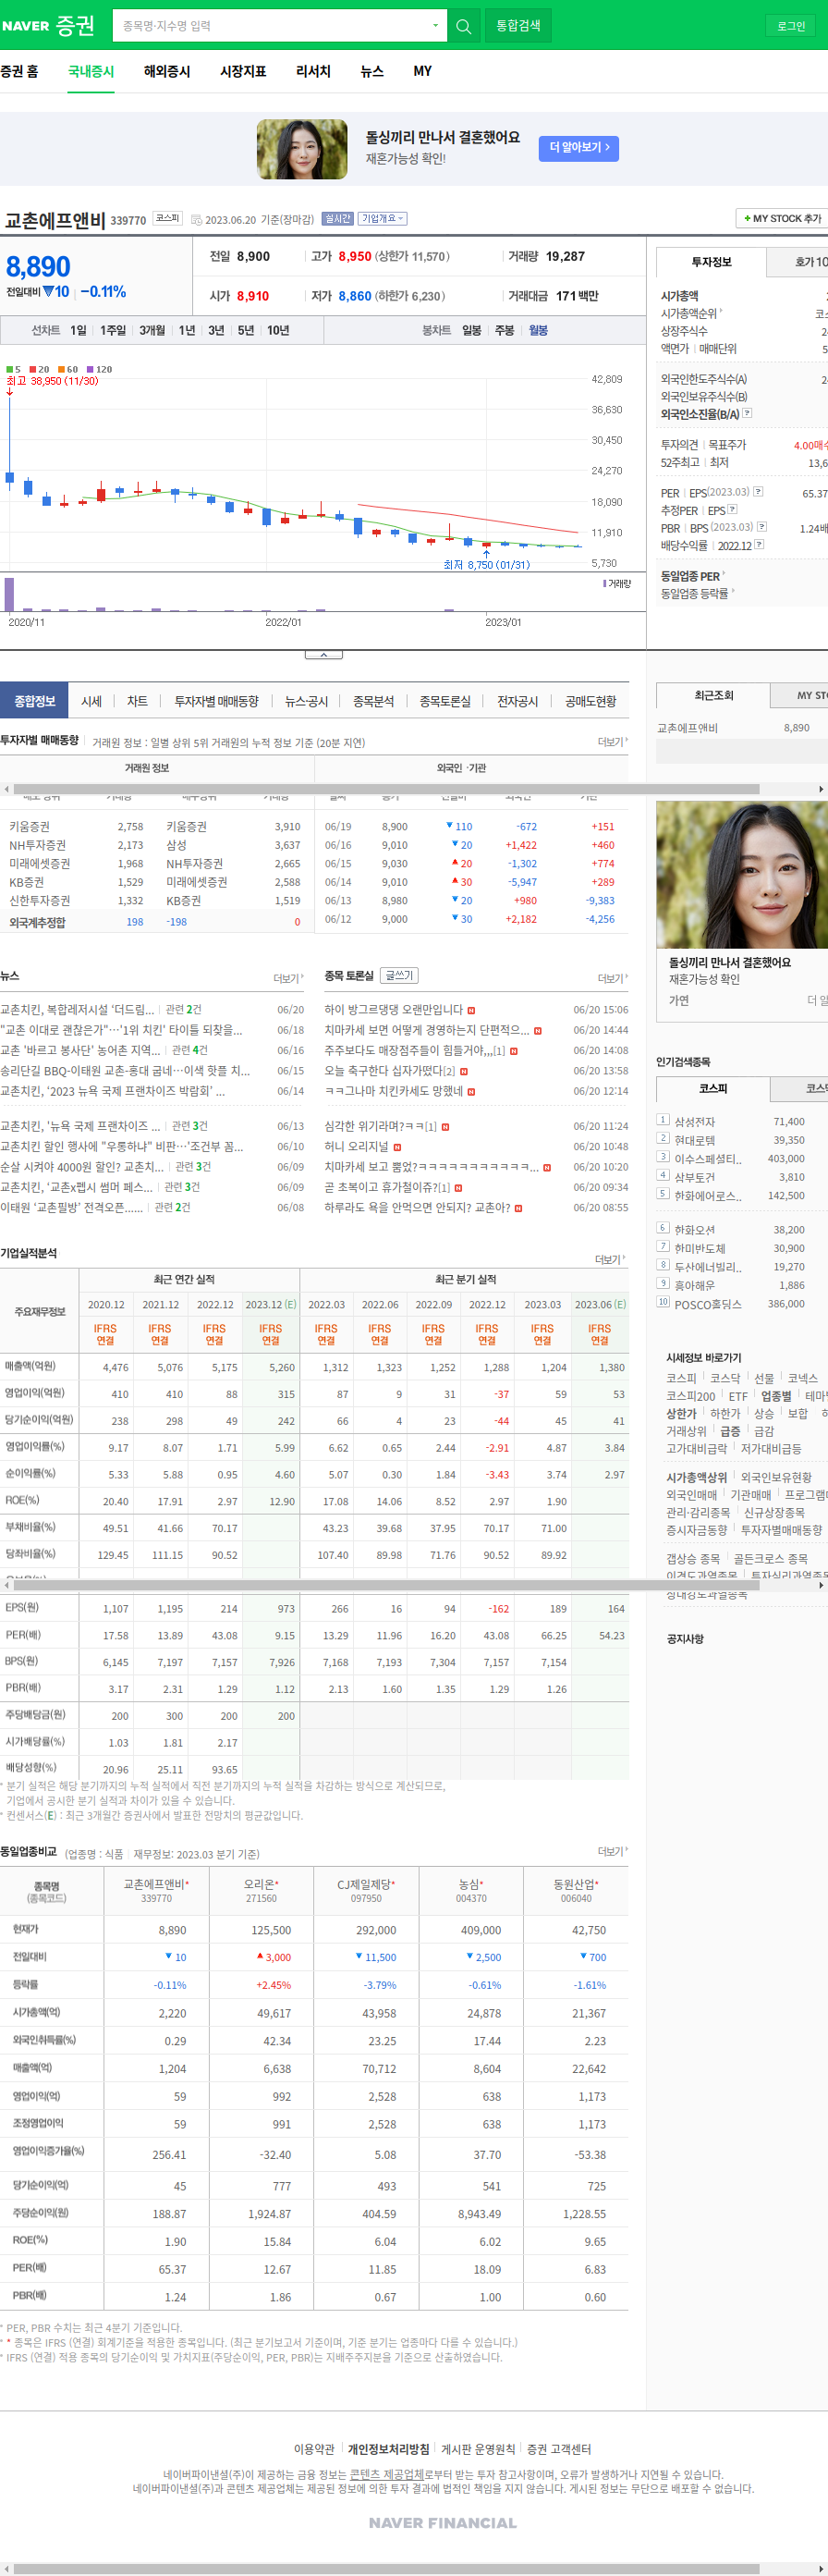 NAVER 증권
종목명·지수명 입력
통합검색
로그인
증권 홈 국내증시 해외증시 시장지표 리서치 뉴스 MY
돌싱끼리 만나서 결혼했어요
재혼가능성 확인!
더 알아보기
교촌에프앤비 339770 코스피 2023.06.20 기준(장마감) 실시간 기업개요
MY STOCK 추가
8,890
전일대비 ▼10 | -0.11%
전일 8,900 고가 8,950 (상한가 11,570) 거래량 19,287
시가 8,910 저가 8,860 (하한가 6,230) 거래대금 171 백만
선차트 1일 1주일 3개월 1년 3년 5년 10년 봉차트 일봉 주봉 월봉
5 20 60 120
최고 38,950 (11/30)
42,809
36,630
30,450
24,270
18,090
11,910
5,730
최저 8,750 (01/31)
거래량
2020/11 2022/01 2023/01
투자정보 호가 10
시가총액
시가총액순위
상장주식수
액면가 | 매매단위
외국인한도주식수(A)
외국인보유주식수(B)
외국인소진율(B/A)
투자의견 | 목표주가 4.00매수
52주최고 | 최저 13,6
PER | EPS(2023.03) 65.37
추정PER | EPS
PBR | BPS (2023.03) 1.24배
배당수익률 | 2022.12
동일업종 PER
동일업종 등락률
종합정보 시세 차트 투자자별 매매동향 뉴스·공시 종목분석 종목토론실 전자공시 공매도현황
최근조회 MY STO
교촌에프앤비 8,890
투자자별 매매동향 거래원 정보 : 일별 상위 5위 거래원의 누적 정보 기준 (20분 지연) 더보기
거래원 정보 외국인 ·기관
키움증권 2,758 키움증권 3,910 06/19 8,900 ▼ 110 -672 +151
NH투자증권 2,173 삼성 3,637 06/16 9,010 ▼ 20 +1,422 +460
미래에셋증권 1,968 NH투자증권 2,665 06/15 9,030 ▲ 20 -1,302 +774
KB증권 1,529 미래에셋증권 2,588 06/14 9,010 ▲ 30 -5,947 +289
신한투자증권 1,332 KB증권 1,519 06/13 8,980 ▼ 20 +980 -9,383
외국계추정합 198 -198 0 06/12 9,000 ▼ 30 +2,182 -4,256
돌싱끼리 만나서 결혼했어요
재혼가능성 확인
가연 더 알
뉴스 더보기
교촌치킨, 복합레저시설 ‘더드림... 관련 2건 06/20
"교촌 이대로 괜찮은가"…'1위 치킨' 타이틀 되찾을... 06/18
교촌 '바르고 봉사단' 농어촌 지역... 관련 4건 06/16
송리단길 BBQ-이태원 교촌-홍대 굽네…이색 핫플 치... 06/15
교촌치킨, ‘2023 뉴욕 국제 프랜차이즈 박람회’ ... 06/14
교촌치킨, '뉴욕 국제 프랜차이즈 ... 관련 3건 06/13
교촌치킨 할인 행사에 "우롱하냐" 비판…'조건부 꼼... 06/10
순살 시켜야 4000원 할인? 교촌치... 관련 3건 06/09
교촌치킨, ‘교촌x펩시 썸머 페스... 관련 3건 06/09
이태원 ‘교촌필방’ 전격오픈...... 관련 2건 06/08
종목 토론실 글쓰기 더보기
하이 방그르댕댕 오랜만입니다 N 06/20 15:06
치마카세 보면 어떻게 경영하는지 단편적으... N 06/20 14:44
주주보다도 매장점주들이 힘들거야,,,[1] N 06/20 14:08
오늘 축구한다 십자가떴다[2] N 06/20 13:58
ㅋㅋ그나마 치킨카세도 망했네 N 06/20 12:14
심각한 위기라며?ㅋㅋ[1] N 06/20 11:24
허니 오리지널 N 06/20 10:48
치마카세 보고 뿜었?ㅋㅋㅋㅋㅋㅋㅋㅋㅋㅋㅋ... N 06/20 10:20
곧 초복이고 휴가철이쥬?[1] N 06/20 09:34
하루라도 욕을 안먹으면 안되지? 교촌아? N 06/20 08:55
인기검색종목
코스피 코스닥
1 삼성전자 71,400
2 현대로템 39,350
3 이수스페셜티.. 403,000
4 삼부토건 3,810
5 한화에어로스.. 142,500
6 한화오션 38,200
7 한미반도체 30,900
8 두산에너빌리.. 19,270
9 흥아해운 1,886
10 POSCO홀딩스 386,000
기업실적분석 더보기
주요재무정보 최근 연간 실적 최근 분기 실적
2020.12 2021.12 2022.12 2023.12 (E) 2022.03 2022.06 2022.09 2022.12 2023.03 2023.06 (E)
IFRS IFRS IFRS IFRS IFRS IFRS IFRS IFRS IFRS IFRS
연결 연결 연결 연결 연결 연결 연결 연결 연결 연결
매출액(억원) 4,476 5,076 5,175 5,260 1,312 1,323 1,252 1,288 1,204 1,380
영업이익(억원) 410 410 88 315 87 9 31 -37 59 53
당기순이익(억원) 238 298 49 242 66 4 23 -44 45 41
영업이익률(%) 9.17 8.07 1.71 5.99 6.62 0.65 2.44 -2.91 4.87 3.84
순이익률(%) 5.33 5.88 0.95 4.60 5.07 0.30 1.84 -3.43 3.74 2.97
ROE(%) 20.40 17.91 2.97 12.90 17.08 14.06 8.52 2.97 1.90
부채비율(%) 49.51 41.66 70.17 43.23 39.68 37.95 70.17 71.00
당좌비율(%) 129.45 111.15 90.52 107.40 89.98 71.76 90.52 89.92
EPS(원) 1,107 1,195 214 973 266 16 94 -162 189 164
PER(배) 17.58 13.89 43.08 9.15 13.29 11.96 16.20 43.08 66.25 54.23
BPS(원) 6,145 7,197 7,157 7,926 7,168 7,193 7,304 7,157 7,154
PBR(배) 3.17 2.31 1.29 1.12 2.13 1.60 1.35 1.29 1.26
주당배당금(원) 200 300 200 200
시가배당률(%) 1.03 1.81 2.17
배당성향(%) 20.96 25.11 93.65
* 분기 실적은 해당 분기까지의 누적 실적에서 직전 분기까지의 누적 실적을 차감하는 방식으로 계산되므로,
기업에서 공시한 분기 실적과 차이가 있을 수 있습니다.
* 컨센서스(E) : 최근 3개월간 증권사에서 발표한 전망치의 평균값입니다.
시세정보 바로가기
코스피 코스닥 선물 코넥스
코스피200 ETF 업종별 테마별
상한가 하한가 상승 보합
거래상위 급증 급감
고가대비급락 저가대비급등
시가총액상위 외국인보유현황
외국인매매 기관매매 프로그램매
관리·감리종목 신규상장종목
증시자금동향 투자자별매매동향
갭상승 종목 골든크로스 종목
이격도과열종목 투자심리과열종목
상대강도과열종목
공지사항
동일업종비교 (업종명 : 식품 | 재무정보: 2023.03 분기 기준) 더보기
종목명 교촌에프앤비* 오리온* CJ제일제당* 농심* 동원산업*
(종목코드) 339770 271560 097950 004370 006040
현재가 8,890 125,500 292,000 409,000 42,750
전일대비 ▼ 10 ▲ 3,000 ▼ 11,500 ▼ 2,500 ▼ 700
등락률 -0.11% +2.45% -3.79% -0.61% -1.61%
시가총액(억) 2,220 49,617 43,958 24,878 21,367
외국인취득률(%) 0.29 42.34 23.25 17.44 2.23
매출액(억) 1,204 6,638 70,712 8,604 22,642
영업이익(억) 59 992 2,528 638 1,173
조정영업이익 59 991 2,528 638 1,173
영업이익증가율(%) 256.41 -32.40 5.08 37.70 -53.38
당기순이익(억) 45 777 493 541 725
주당순이익(원) 188.87 1,924.87 404.59 8,943.49 1,228.55
ROE(%) 1.90 15.84 6.04 6.02 9.65
PER(배) 65.37 12.67 11.85 18.09 6.83
PBR(배) 1.24 1.86 0.67 1.00 0.60
* PER, PBR 수치는 최근 4분기 기준입니다.
* * 종목은 IFRS (연결) 회계기준을 적용한 종목입니다. (최근 분기보고서 기준이며, 기준 분기는 업종마다 다를 수 있습니다.)
* IFRS (연결) 적용 종목의 당기순이익 및 가치지표(주당순이익, PER, PBR)는 지배주주지분을 기준으로 산출하였습니다.
이용약관 개인정보처리방침 게시판 운영원칙 증권 고객센터
네이버파이낸셜(주)이 제공하는 금융 정보는 콘텐츠 제공업체로부터 받는 투자 참고사항이며, 오류가 발생하거나 지연될 수 있습니다.
네이버파이낸셜(주)과 콘텐츠 제공업체는 제공된 정보에 의한 투자 결과에 법적인 책임을 지지 않습니다. 게시된 정보는 무단으로 배포할 수 없습니다.
NAVER FINANCIAL